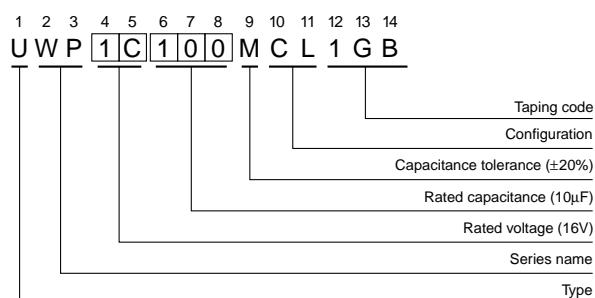 1 2 3 4 5 6 7 8 9 10 11 12 13 14
U W P 1 C 1 0 0 M C L 1 G B
Taping code
Configuration
Capacitance tolerance (±20%)
Rated capacitance (10μF)
Rated voltage (16V)
Series name
Type